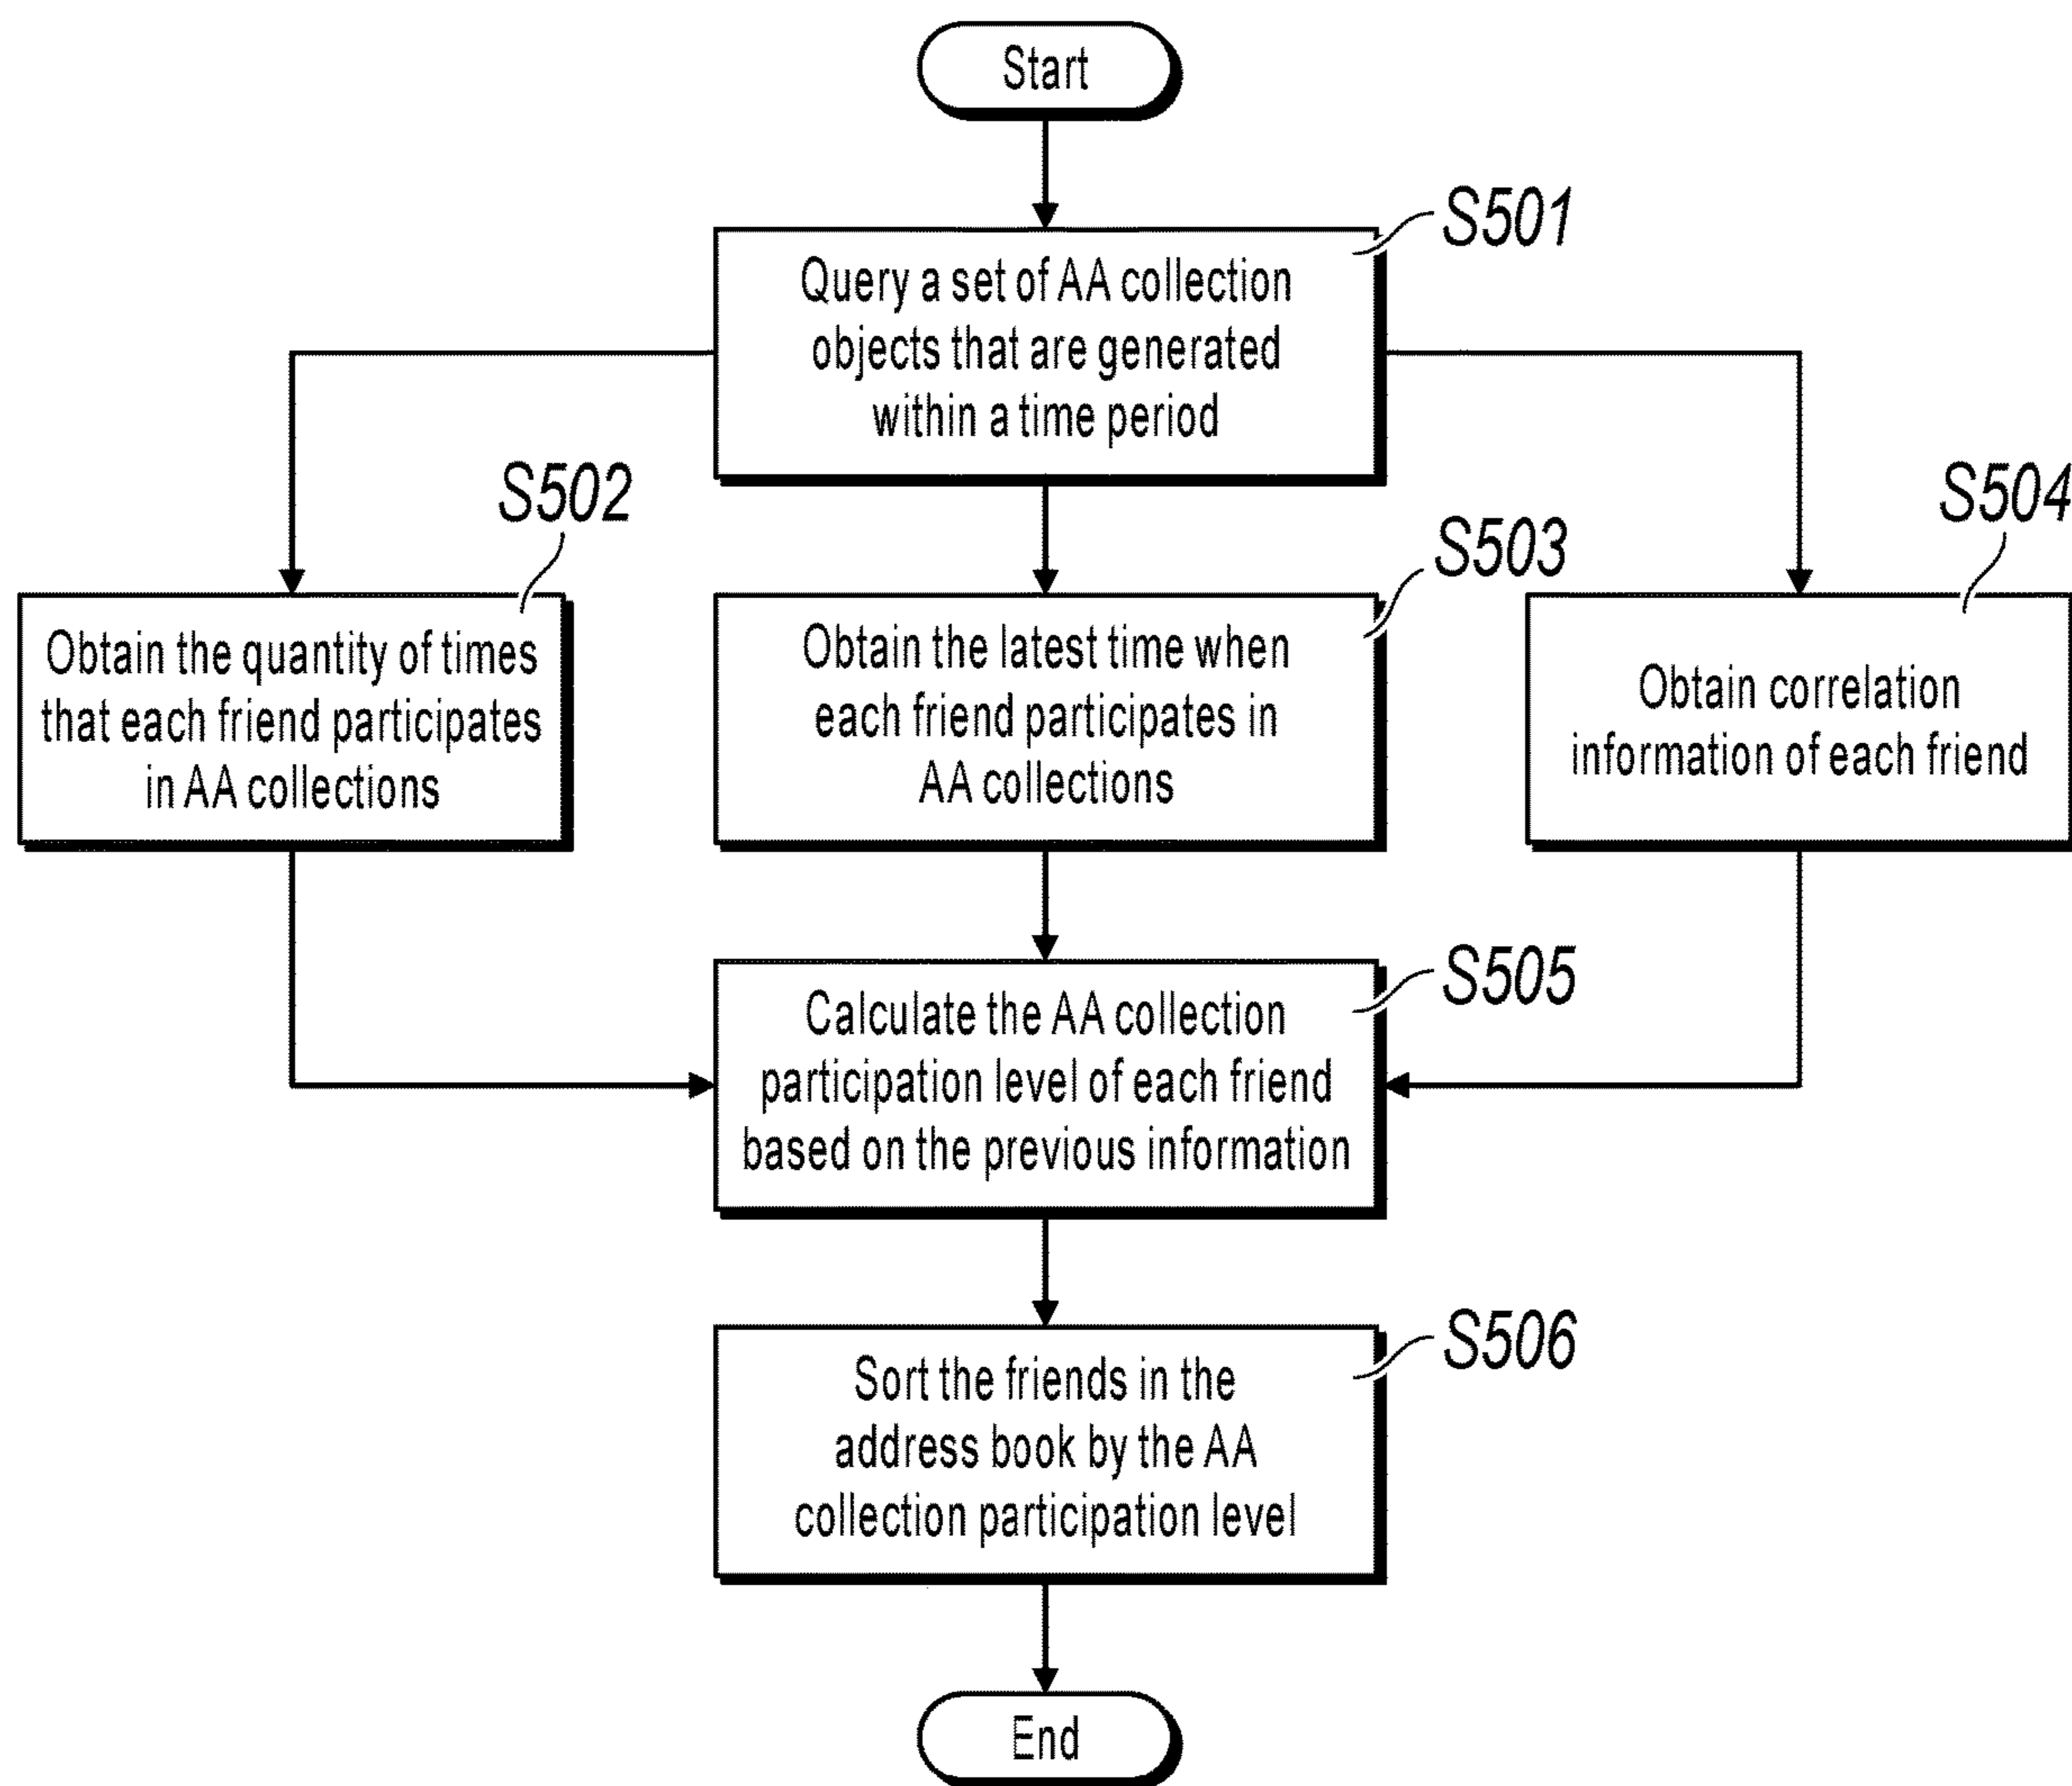 Start
S501
Query a set of AA collection
objects that are generated
within a time period
S502
Obtain the quantity of times
that each friend participates
in AA collections
S503
Obtain the latest time when
each friend participates in
AA collections
S504
Obtain correlation
information of each friend
S505
Calculate the AA collection
participation level of each friend
based on the previous information
S506
Sort the friends in the
address book by the AA
collection participation level
End